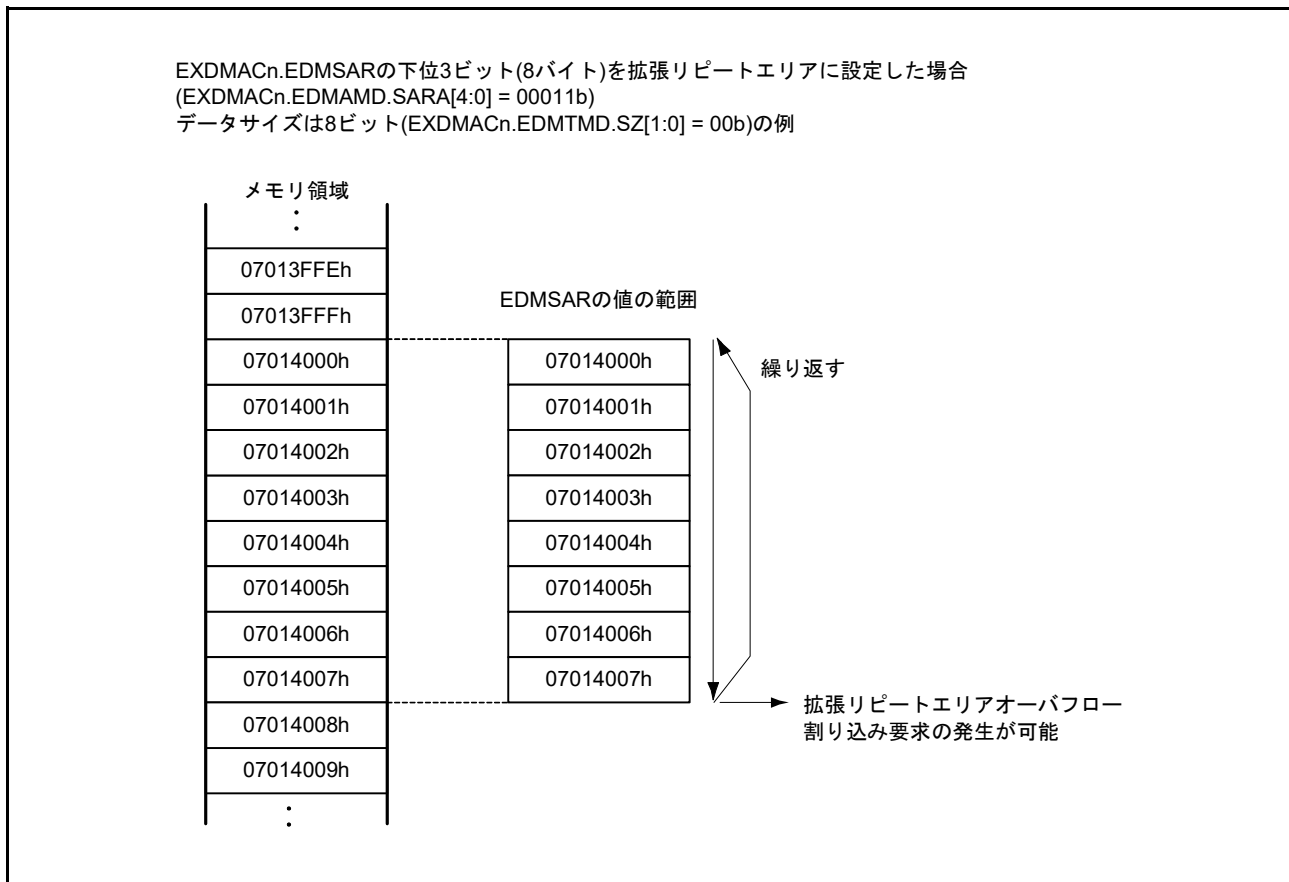 EXDMACn.EDMSARの下位3ビット(8バイト)を拡張リピートエリアに設定した場合
(EXDMACn.EDMAMD.SARA[4:0] = 00011b)
データサイズは8ビット(EXDMACn.EDMTMD.SZ[1:0] = 00b)の例
メモリ領域
07013FFEh
07013FFFh
07014000h
07014001h
07014002h
07014003h
07014004h
07014005h
07014006h
07014007h
07014008h
07014009h
EDMSARの値の範囲
07014000h
07014001h
07014002h
07014003h
07014004h
07014005h
07014006h
07014007h
繰り返す
拡張リピートエリアオーバフロー
割り込み要求の発生が可能